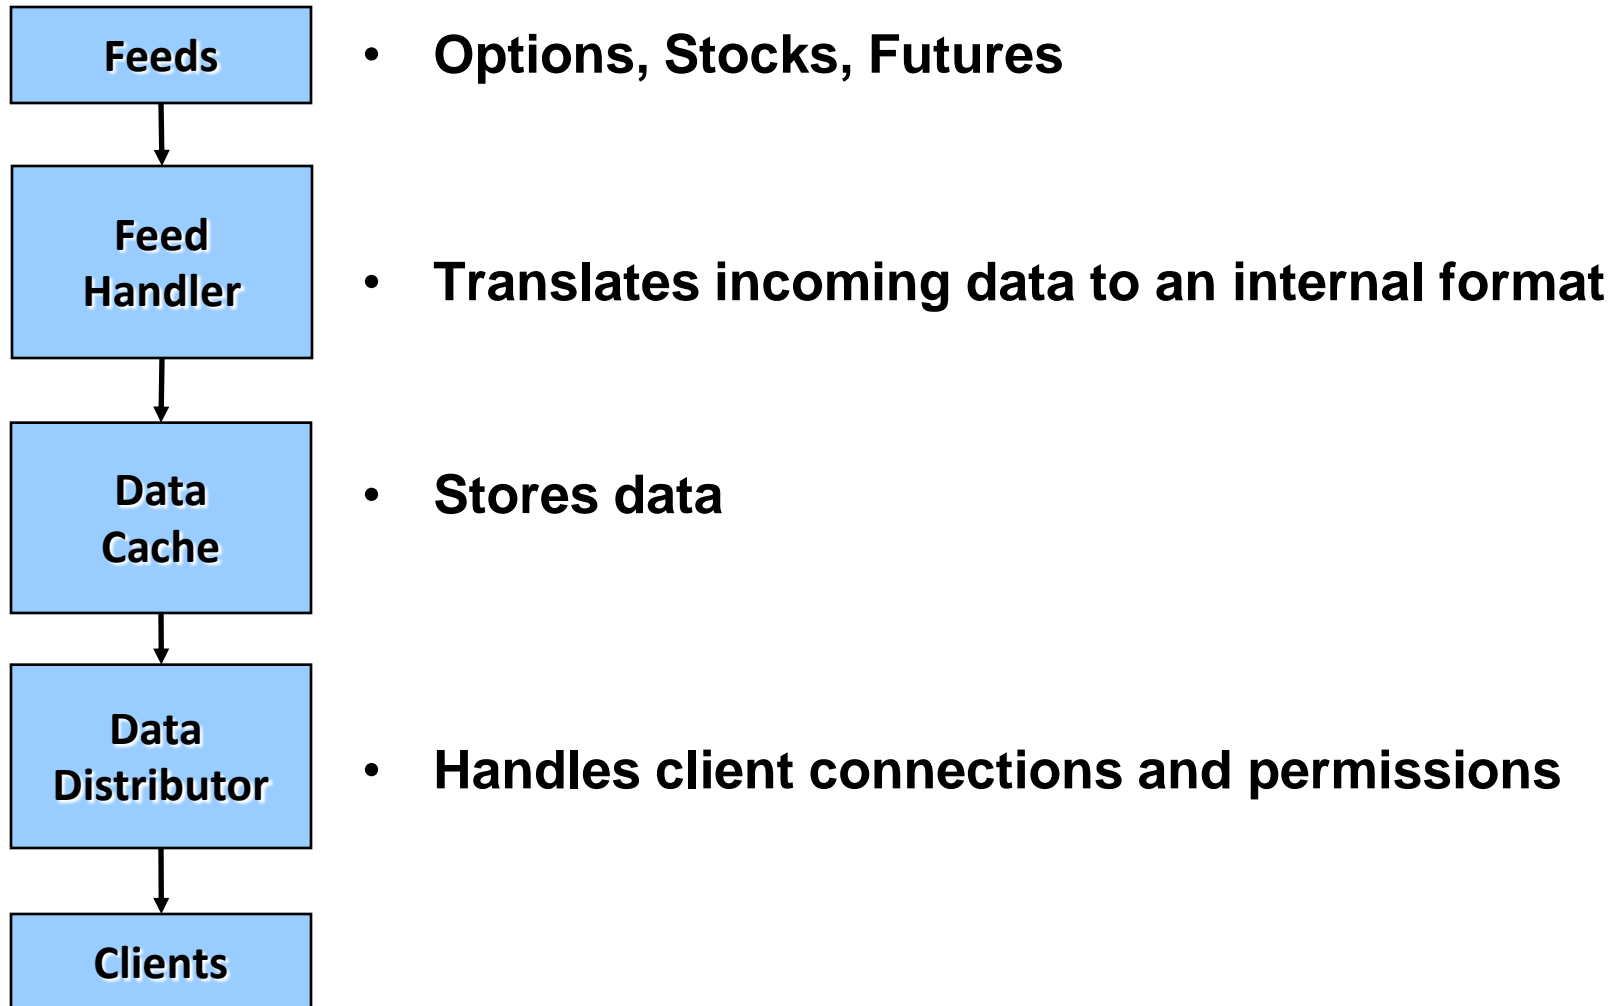 Feeds
• Options, Stocks, Futures
Feed
Handler
• Translates incoming data to an internal format
Data
Cache
• Stores data
Data
Distributor
• Handles client connections and permissions
Clients